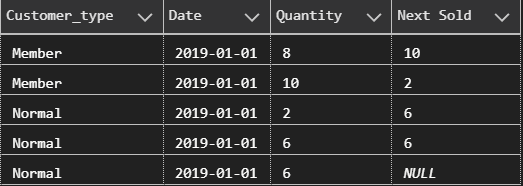 Customer_type Date Quantity Next Sold
Member 2019-01-01 8 10
Member 2019-01-01 10 2
Normal 2019-01-01 2 6
Normal 2019-01-01 6 6
Normal 2019-01-01 6 NULL